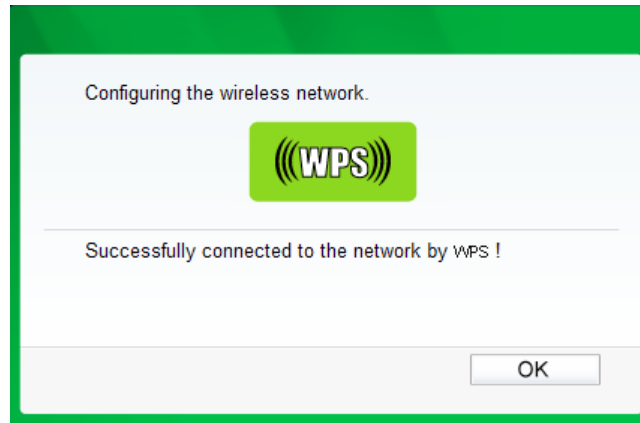 Configuring the wireless network.
(((WPS)))
Successfully connected to the network by WPS !
OK